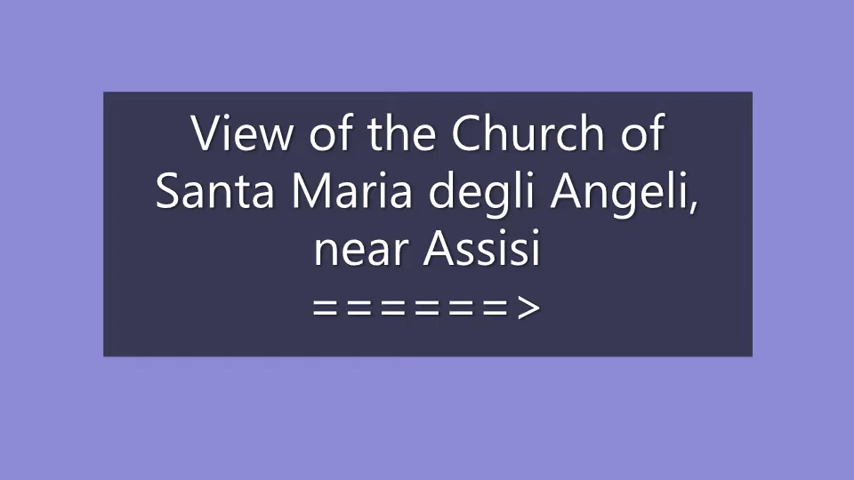 View of the Church of
Santa Maria degli Angeli,
near Assisi
======>